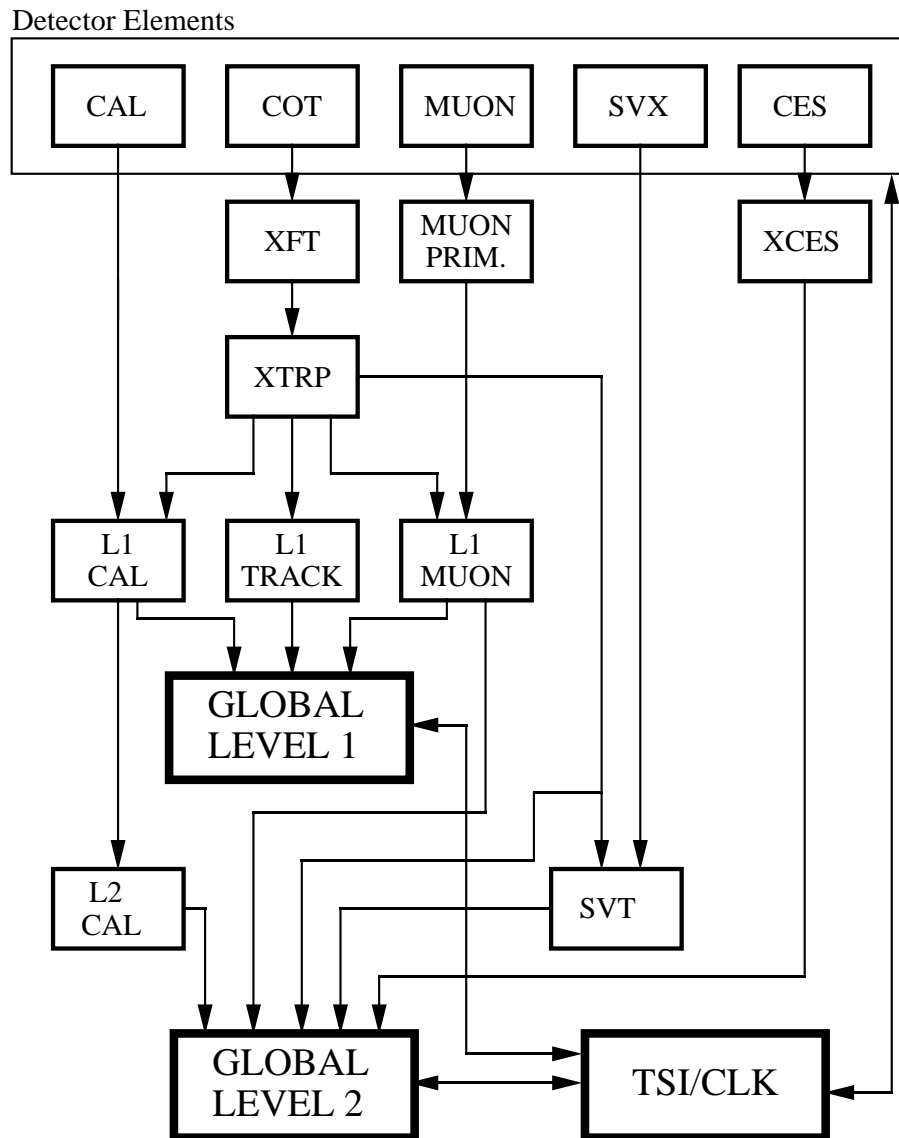 Detector Elements
CAL
COT
MUON
SVX
CES
XFT
MUON
PRIM.
XCES
XTRP
L1
CAL
L1
TRACK
L1
MUON
GLOBAL
LEVEL 1
L2
CAL
SVT
GLOBAL
LEVEL 2
TSI/CLK